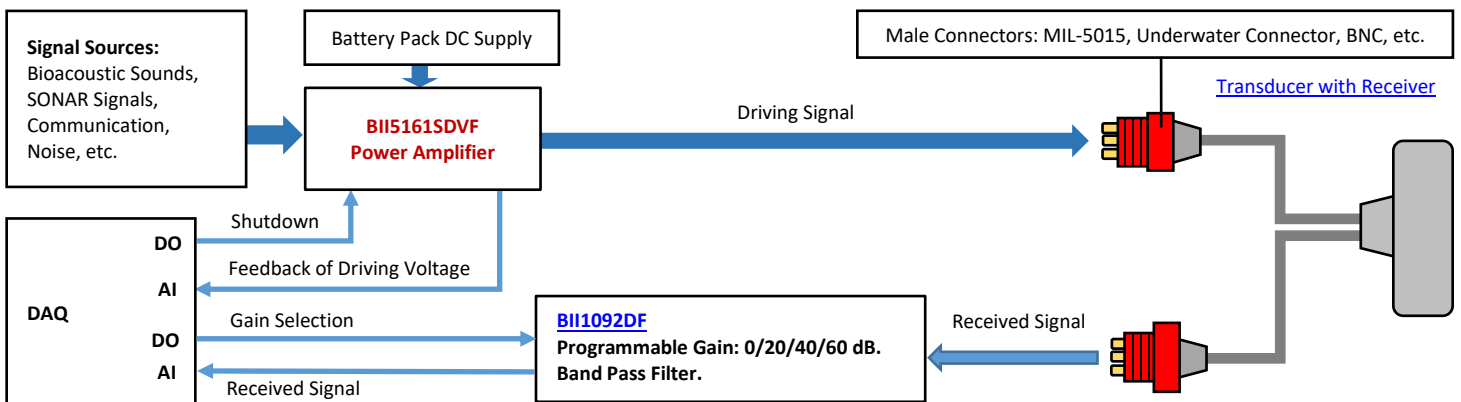 Signal Sources:
Bioacoustic Sounds,
SONAR Signals,
Communication,
Noise, etc.
Battery Pack DC Supply
BII5161SDVF
Power Amplifier
Driving Signal
Male Connectors: MIL-5015, Underwater Connector, BNC, etc.
Transducer with Receiver
DAQ
DO
Shutdown
AI
Feedback of Driving Voltage
DO
Gain Selection
AI
Received Signal
BII1092DF
Programmable Gain: 0/20/40/60 dB.
Band Pass Filter.
Received Signal